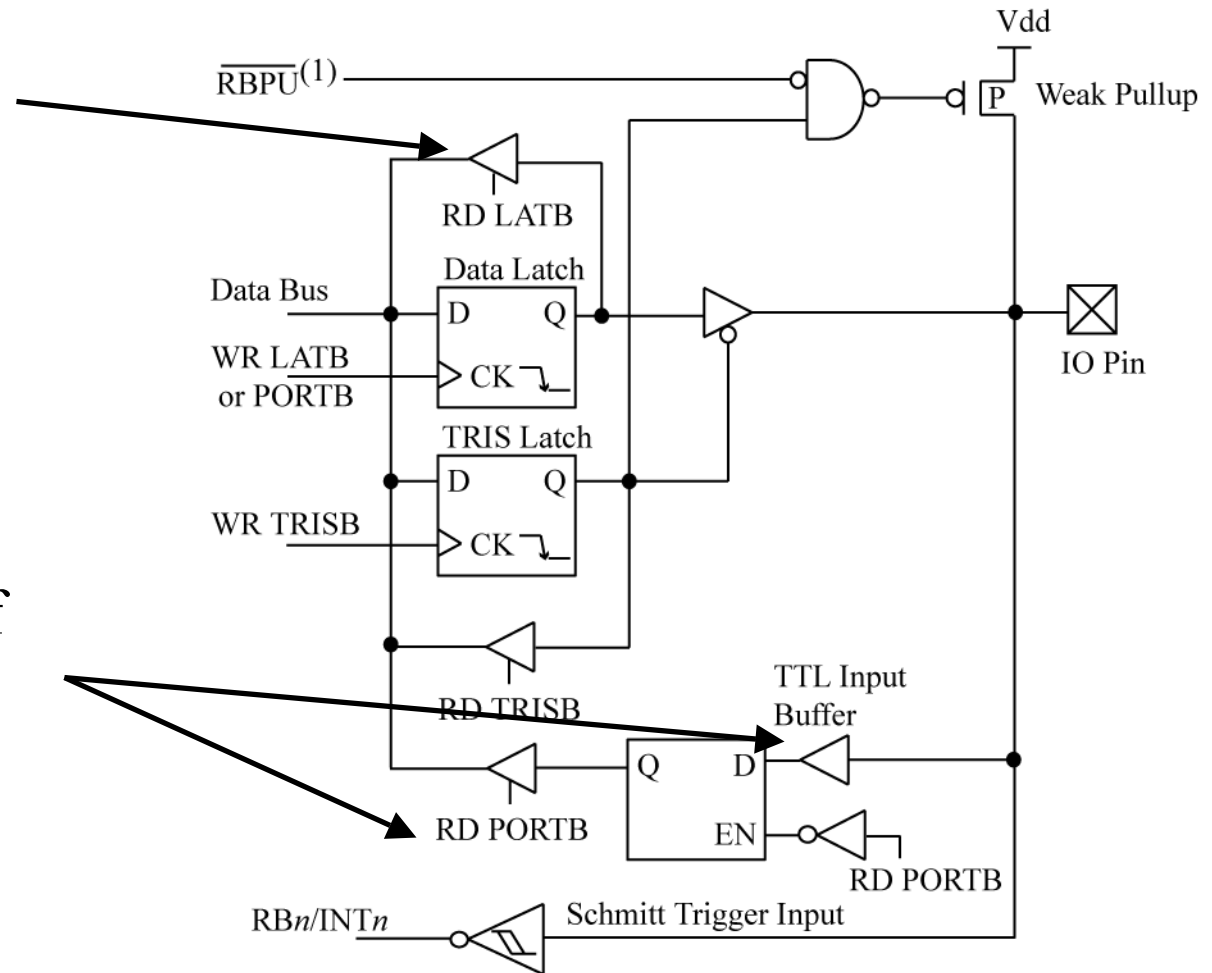 Vdd
RBPU(1)
P Weak Pullup
RD LATB
Data Latch
Data Bus
D Q
WR LATB
or PORTB
CK
IO Pin
TRIS Latch
D Q
WR TRISB
CK
f
TTL Input
Buffer
RD TRISB
Q D
RD PORTB
EN
RD PORTB
RBn/INTn
Schmitt Trigger Input